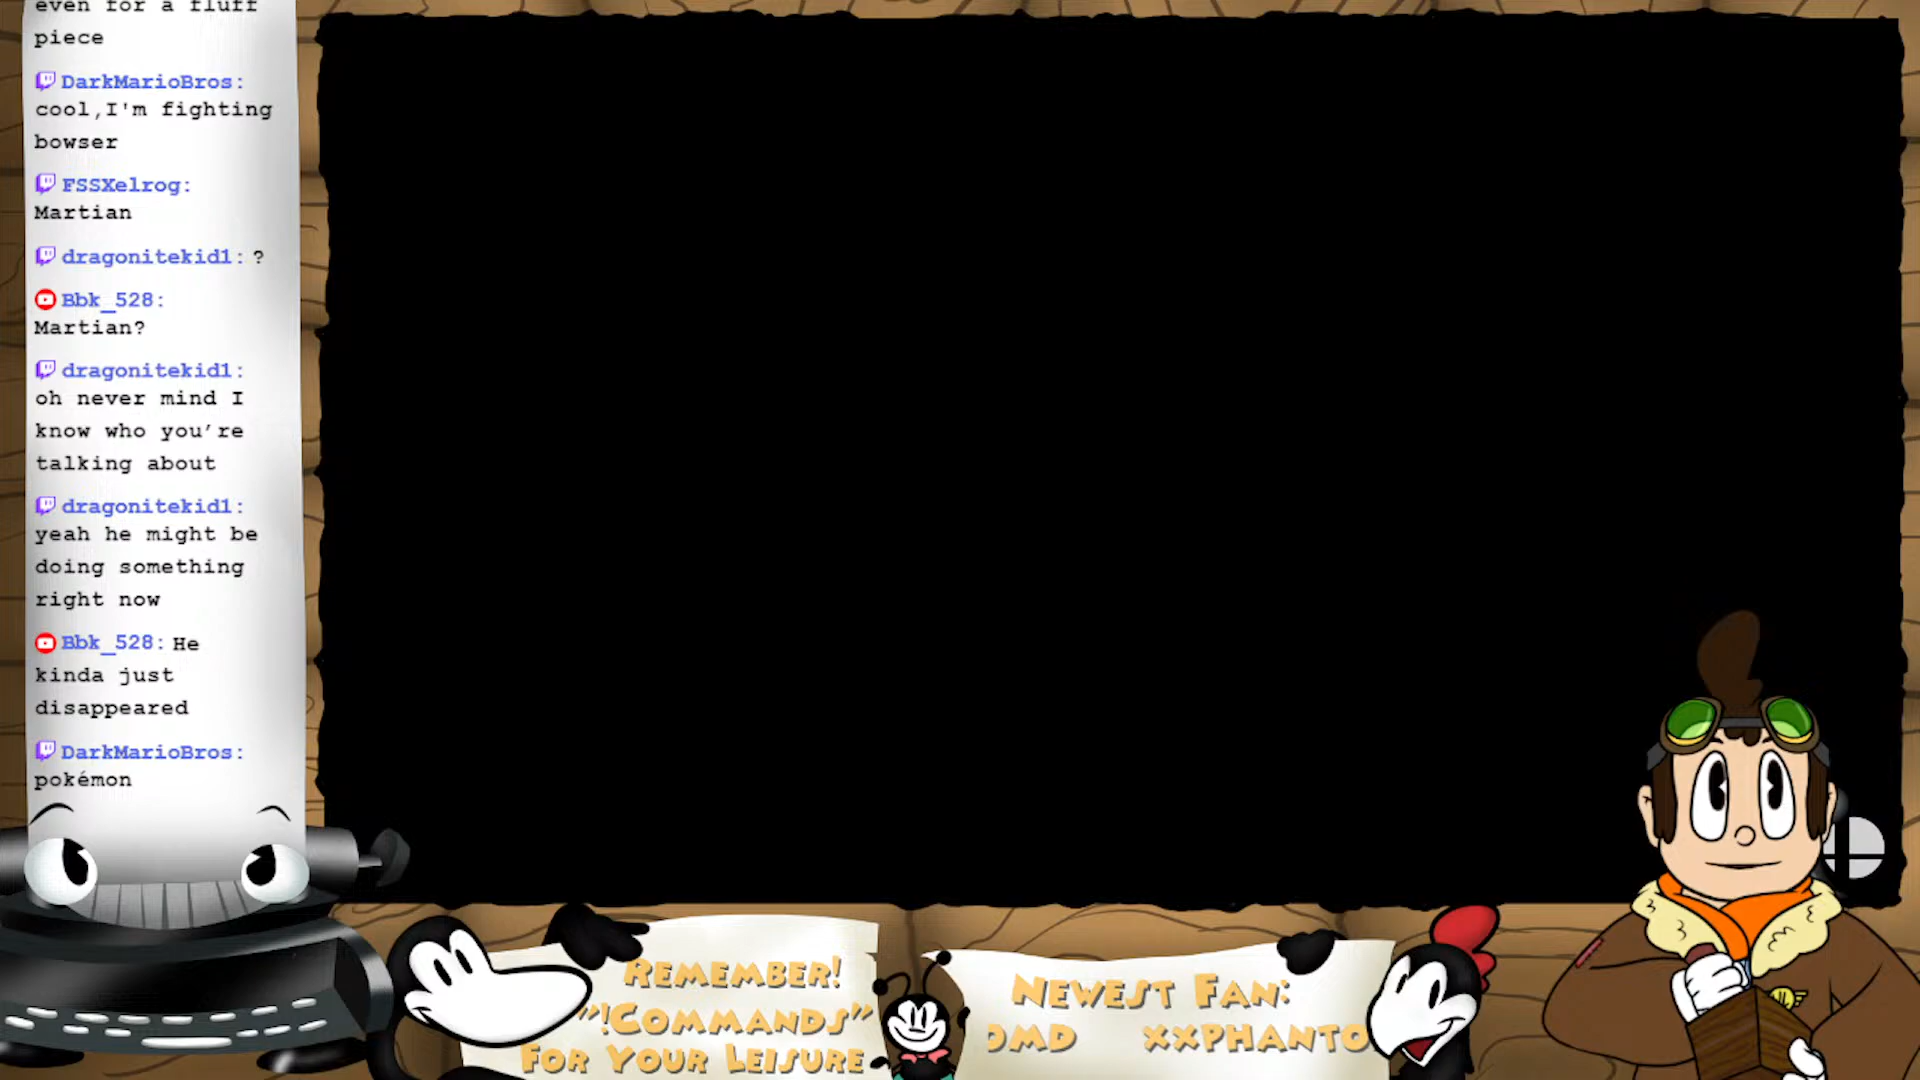 even for a fluff
piece
DarkMarioBros:
cool,I'm fighting
bowser
FSSXelrog:
Martian
dragonitekid1: ?
Bbk_528:
Martian?
dragonitekid1:
oh never mind I
know who you’re
talking about
dragonitekid1:
yeah he might be
doing something
right now
Bbk_528: He
kinda just
disappeared
DarkMarioBros:
pokémon
Remember!
"!Commands"
For Your Leisure
Newest Fan:
OMD xxphanto